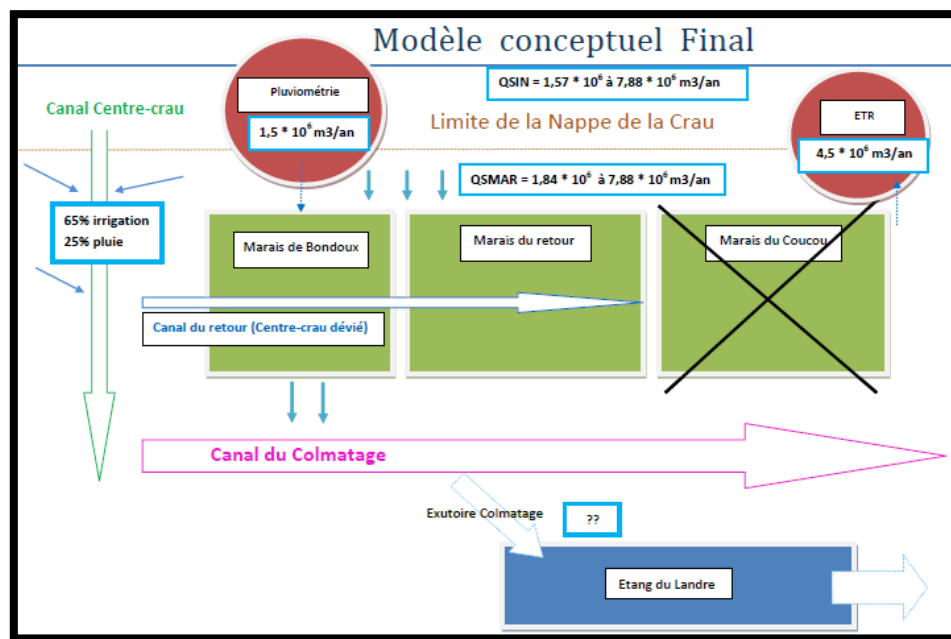 Modèle conceptuel Final
Pluviométrie
QSIN = 1,57 * 10⁶ à 7,88 * 10⁶ m3/an
Canal Centre-crau
ETR
1,5 * 10⁶ m3/an
Limite de la Nappe de la Crau
4,5 * 10⁶ m3/an
QSMAR = 1,84 * 10⁶ à 7,88 * 10⁶ m3/an
65% irrigation
25% pluie
Marais de Bondoux
Marais du retour
Marais du Coucou
Canal du retour (Centre-crau dévié)
Canal du Colmatage
Exutoire Colmatage
??
Etang du Landre